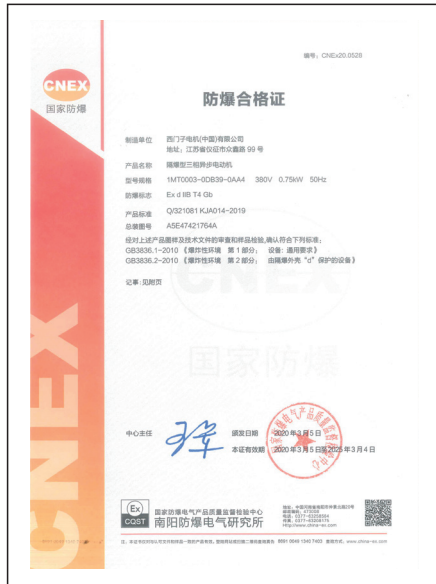 编号：CNEx20.0528
CNEX
国家防爆
防爆合格证
制造单位 西门子电机(中国)有限公司
地址：江苏省仪征市众鑫路 99 号
产品名称 隔爆型三相异步电动机
型号规格 1MT0003-0DB39-0AA4 380V 0.75kW 50Hz
防爆标志 Ex d IIB T4 Gb
产品标准 Q/321081 KJA014-2019
总装图号 A5E47421764A
经对上述产品图样及技术文件的审查和样品检验,确认符合下列标准:
GB3836.1-2010 《爆炸性环境 第 1 部分： 设备：通用要求》
GB3836.2-2010 《爆炸性环境 第 2 部分： 由隔爆外壳 “d” 保护的设备》
记事：见附页
CNEX
国家防爆
CNEX
中心主任
颁发日期 2020 年 3 月 5 日
本证有效期 2020 年 3 月 5 日至2025 年 3 月 4 日
Ex
CQST
国家防爆电气产品质量监督检验中心
南阳防爆电气研究所